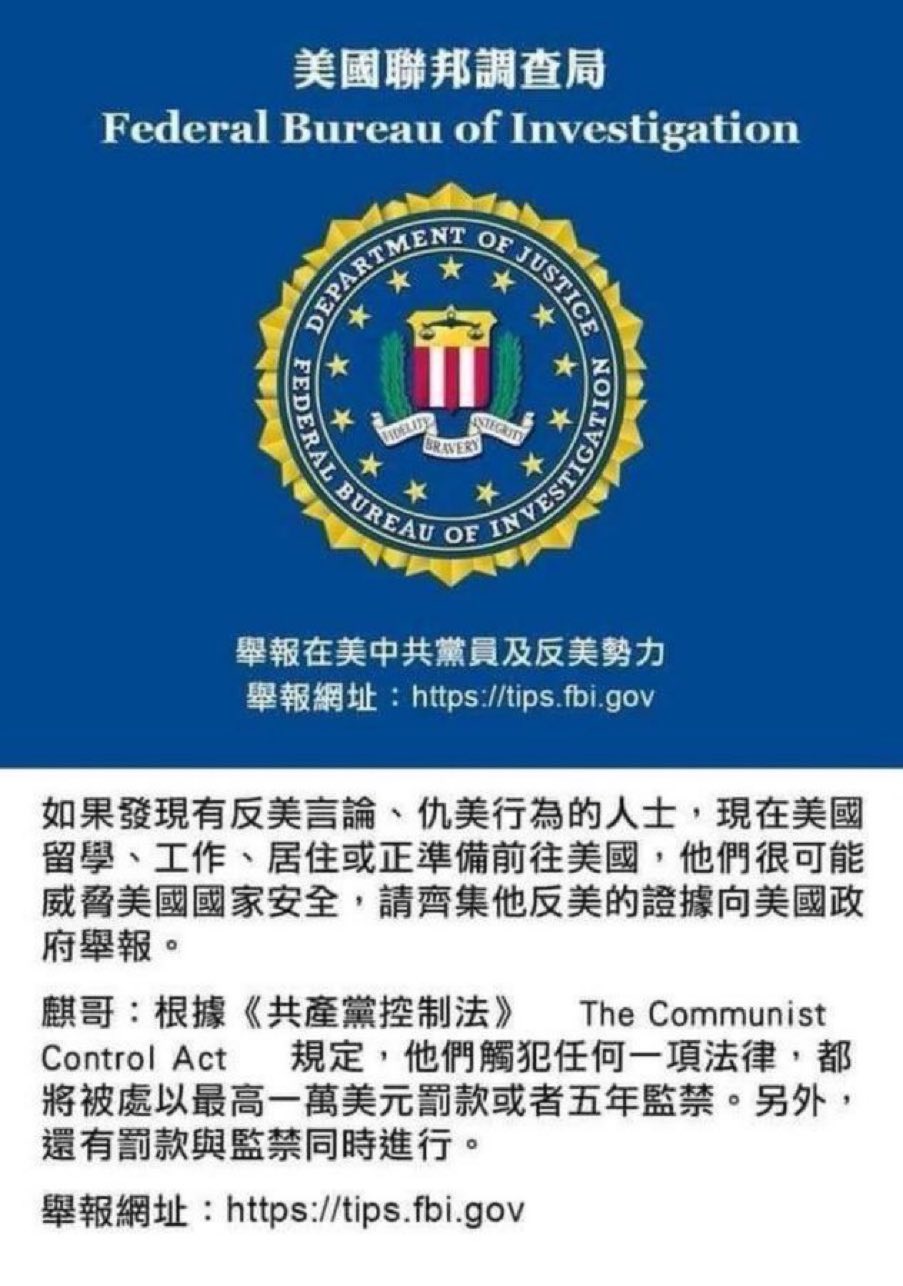 美國聯邦調查局
Federal Bureau of Investigation
DEPARTMENT OF JUSTICE
FEDERAL BUREAU OF INVESTIGATION
FIDELITY BRAVERY INTEGRITY
舉報在美中共黨員及反美勢力
舉報網址：https://tips.fbi.gov
如果發現有反美言論、仇美行為的人士，現在美國
留學、工作、居住或正準備前往美國，他們很可能
威脅美國國家安全，請齊集他反美的證據向美國政
府舉報。
麒哥：根據《共產黨控制法》 The Communist
Control Act 規定，他們觸犯任何一項法律，都
將被處以最高一萬美元罰款或者五年監禁。另外，
還有罰款與監禁同時進行。
舉報網址：https://tips.fbi.gov